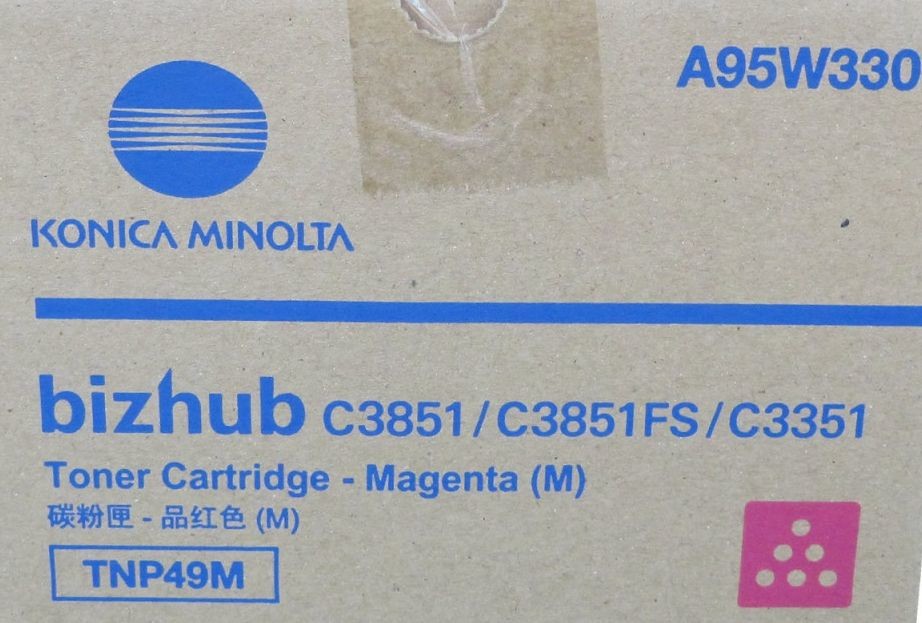 A95W330
KONICA MINOLTA
bizhub C3851/C3851FS/C3351
Toner Cartridge - Magenta (M)
碳粉匣 - 品红色 (M)
TNP49M